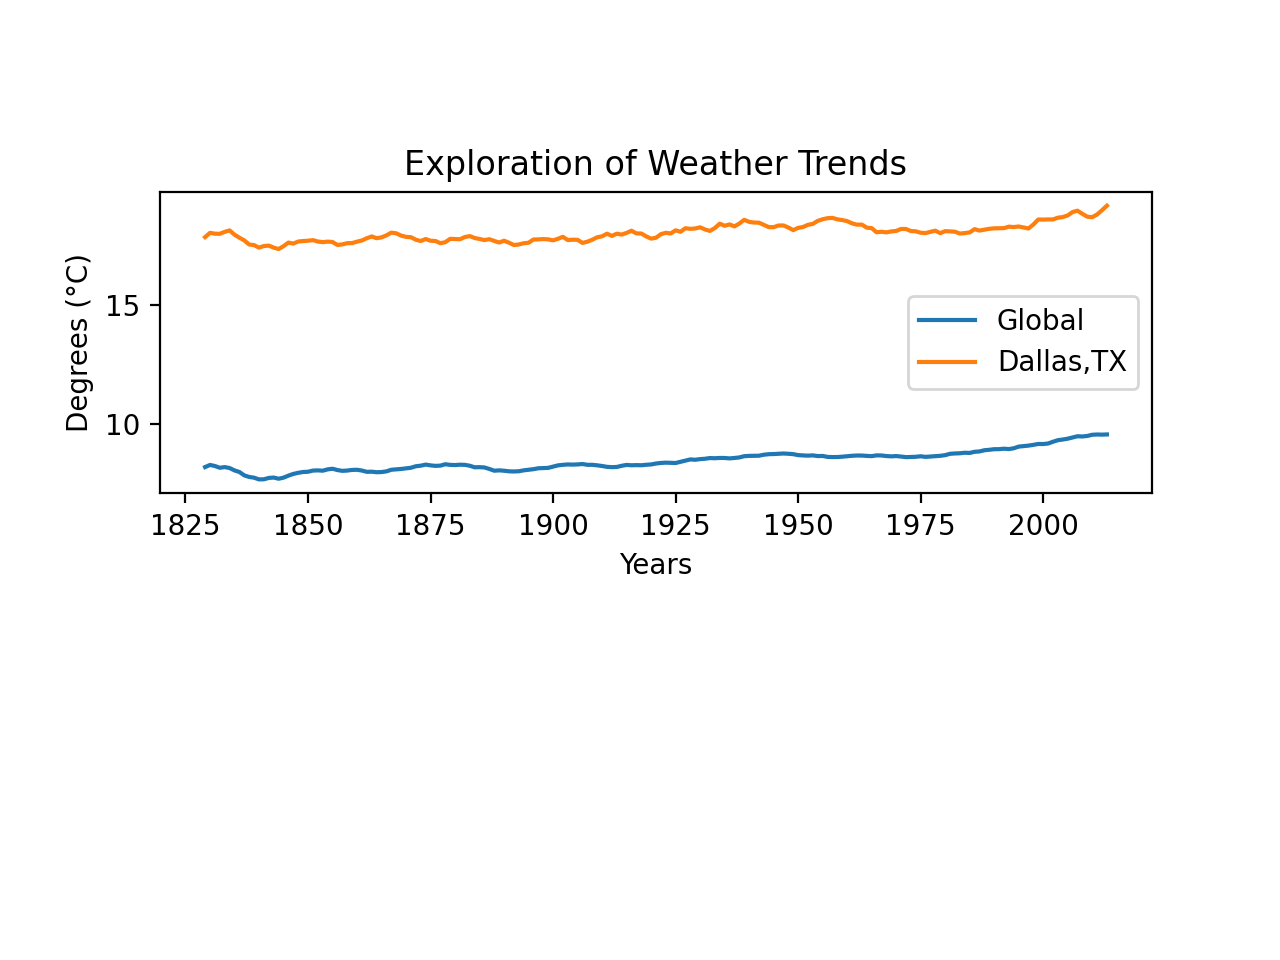 Exploration of Weather Trends
Degrees (°C)
15
10
Global
Dallas,TX
1825 1850 1875 1900 1925 1950 1975 2000
Years